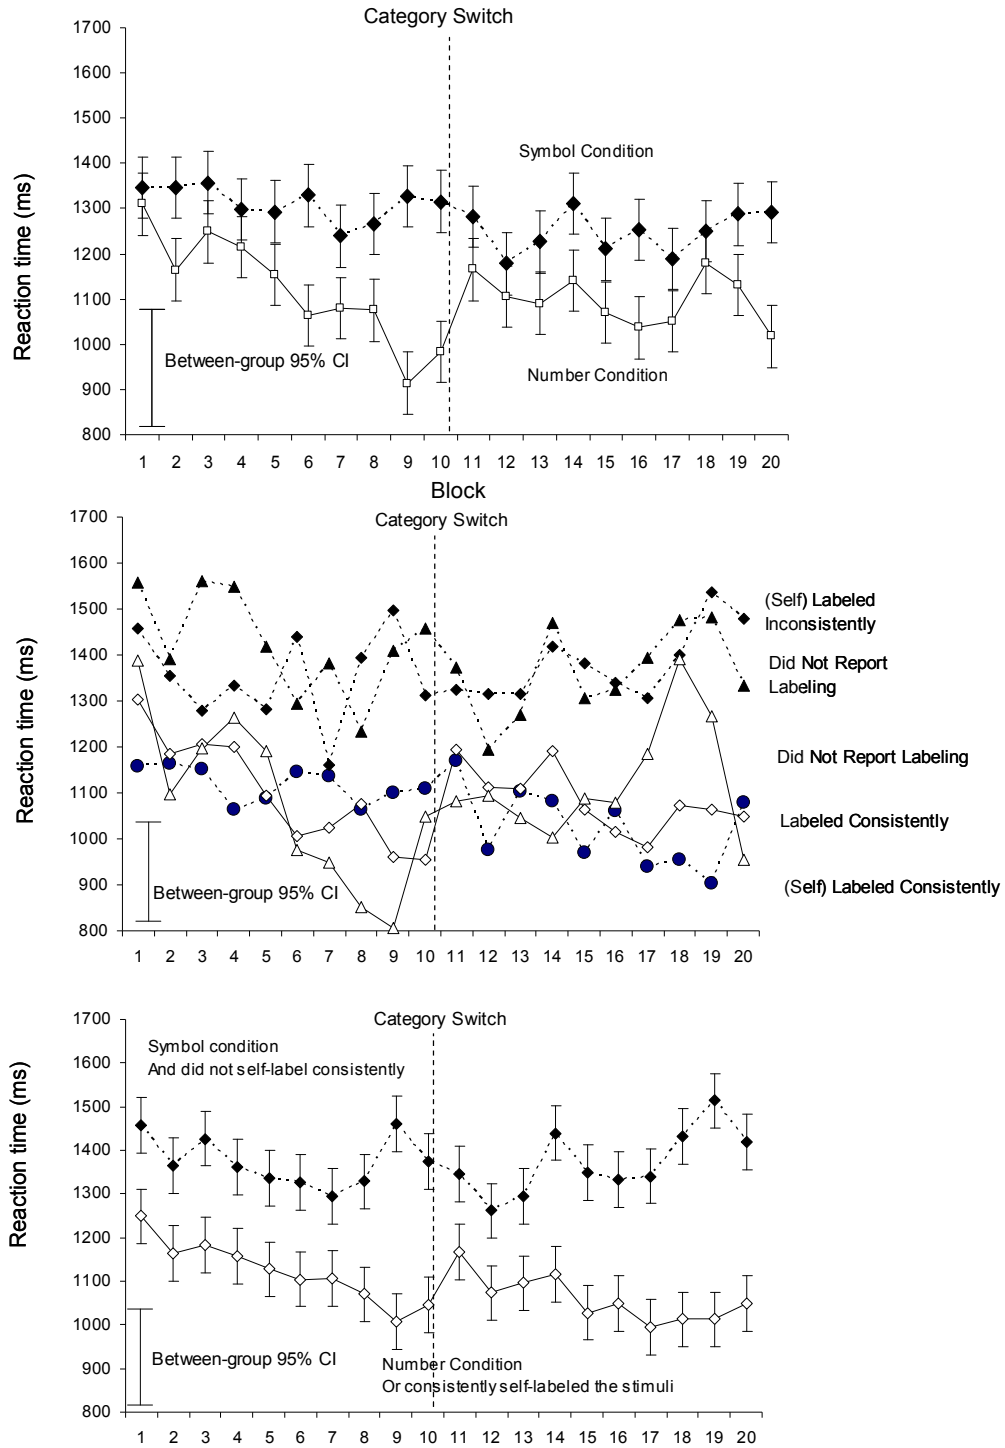 Category Switch
1700
1600
1500
1400
1300
1200
1100
1000
900
800
Reaction time (ms)
Symbol Condition
Between-group 95% CI
Number Condition
1 2 3 4 5 6 7 8 9 10 11 12 13 14 15 16 17 18 19 20
Block
Category Switch
1700
1600
1500
1400
1300
1200
1100
1000
900
800
Reaction time (ms)
(Self) Labeled
Inconsistently
Did Not Report
Labeling
Did Not Report Labeling
Labeled Consistently
(Self) Labeled Consistently
Between-group 95% CI
1 2 3 4 5 6 7 8 9 10 11 12 13 14 15 16 17 18 19 20
Category Switch
1700
1600
1500
1400
1300
1200
1100
1000
900
800
Reaction time (ms)
Symbol condition
And did not self-label consistently
Between-group 95% CI
Number Condition
Or consistently self-labeled the stimuli
1 2 3 4 5 6 7 8 9 10 11 12 13 14 15 16 17 18 19 20